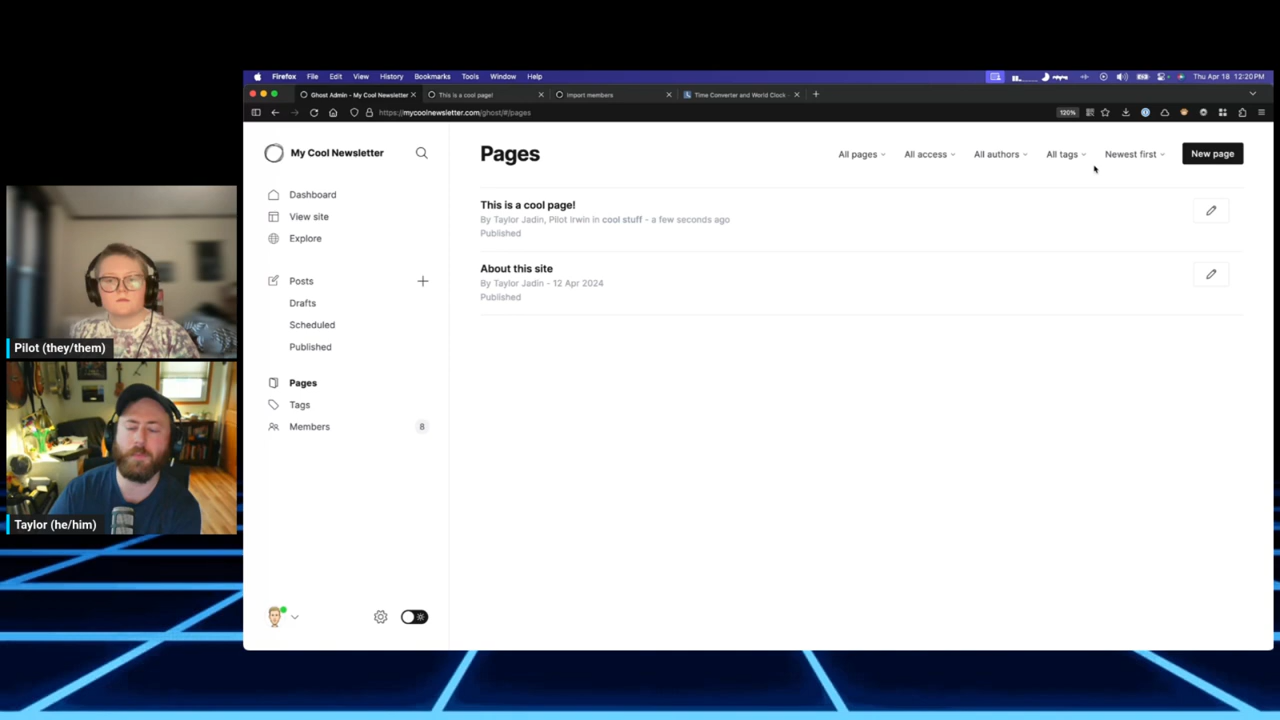 Firefox File Edit View History Bookmarks Tools Window Help Thu Apr 18 12:20PM
Ghost Admin - My Cool Newsletter This is a cool page! Import members Time Converter and World Clock -
https://mycoolnewsletter.com/ghost/#/pages 120%
My Cool Newsletter
Dashboard
View site
Explore
Posts
Drafts
Scheduled
Published
Pages
Tags
Members 8
Pages All pages All access All authors All tags Newest first New page
This is a cool page!
By Taylor Jadin, Pilot Irwin in cool stuff - a few seconds ago
Published
About this site
By Taylor Jadin - 12 Apr 2024
Published
Pilot (they/them)
Taylor (he/him)